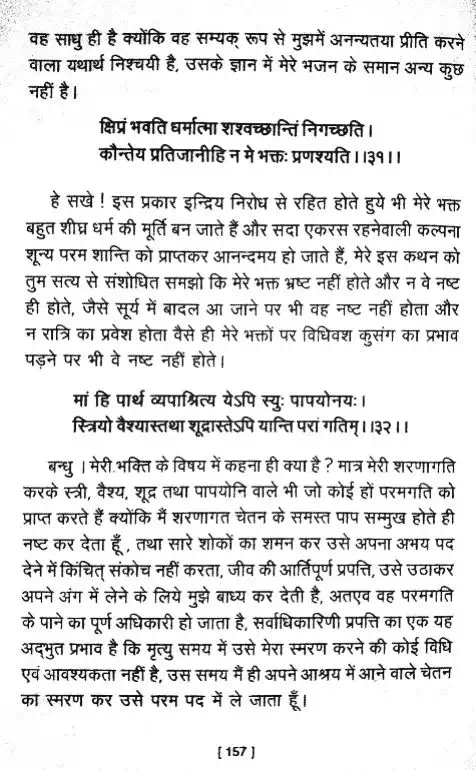 वह साधु ही है क्योंकि वह सम्यक् रूप से मुझमें अनन्यतया प्रीति करने
वाला यथार्थ निश्चयी है, उसके ज्ञान में मेरे भजन के समान अन्य कुछ
नहीं है।
क्षिप्रं भवति धर्मात्मा शश्वच्छान्तिं निगच्छति।
कौन्तेय प्रतिजानीहि न मे भक्तः प्रणश्यति।।३१।।
हे सखे ! इस प्रकार इन्द्रिय निरोध से रहित होते हुये भी मेरे भक्त
बहुत शीघ्र धर्म की मूर्ति बन जाते हैं और सदा एकरस रहनेवाली कल्पना
शून्य परम शान्ति को प्राप्तकर आनन्दमय हो जाते हैं, मेरे इस कथन को
तुम सत्य से संशोधित समझो कि मेरे भक्त भ्रष्ट नहीं होते और न वे नष्ट
ही होते, जैसे सूर्य में बादल आ जाने पर भी वह नष्ट नहीं होता और
न रात्रि का प्रवेश होता वैसे ही मेरे भक्तों पर विधिवश कुसंग का प्रभाव
पड़ने पर भी वे नष्ट नहीं होते।
मां हि पार्थ व्यपाश्रित्य येऽपि स्युः पापयोनयः।
स्त्रियो वैश्यास्तथा शूद्रास्तेऽपि यान्ति परां गतिम्।।३२।।
बन्धु । मेरी भक्ति के विषय में कहना ही क्या है ? मात्र मेरी शरणागति
करके स्त्री, वैश्य, शूद्र तथा पापयोनि वाले भी जो कोई हों परमगति को
प्राप्त करते हैं क्योंकि मैं शरणागत चेतन के समस्त पाप सम्मुख होते ही
नष्ट कर देता हूँ , तथा सारे शोकों का शमन कर उसे अपना अभय पद
देने में किंचित् संकोच नहीं करता, जीव की आर्तिपूर्ण प्रपत्ति, उसे उठाकर
अपने अंग में लेने के लिये मुझे बाध्य कर देती है, अतएव वह परमगति
के पाने का पूर्ण अधिकारी हो जाता है, सर्वाधिकारिणी प्रपत्ति का एक यह
अद्भुत प्रभाव है कि मृत्यु समय में उसे मेरा स्मरण करने की कोई विधि
एवं आवश्यकता नहीं है, उस समय मैं ही अपने आश्रय में आने वाले चेतन
का स्मरण कर उसे परम पद में ले जाता हूँ।
[ 157 ]